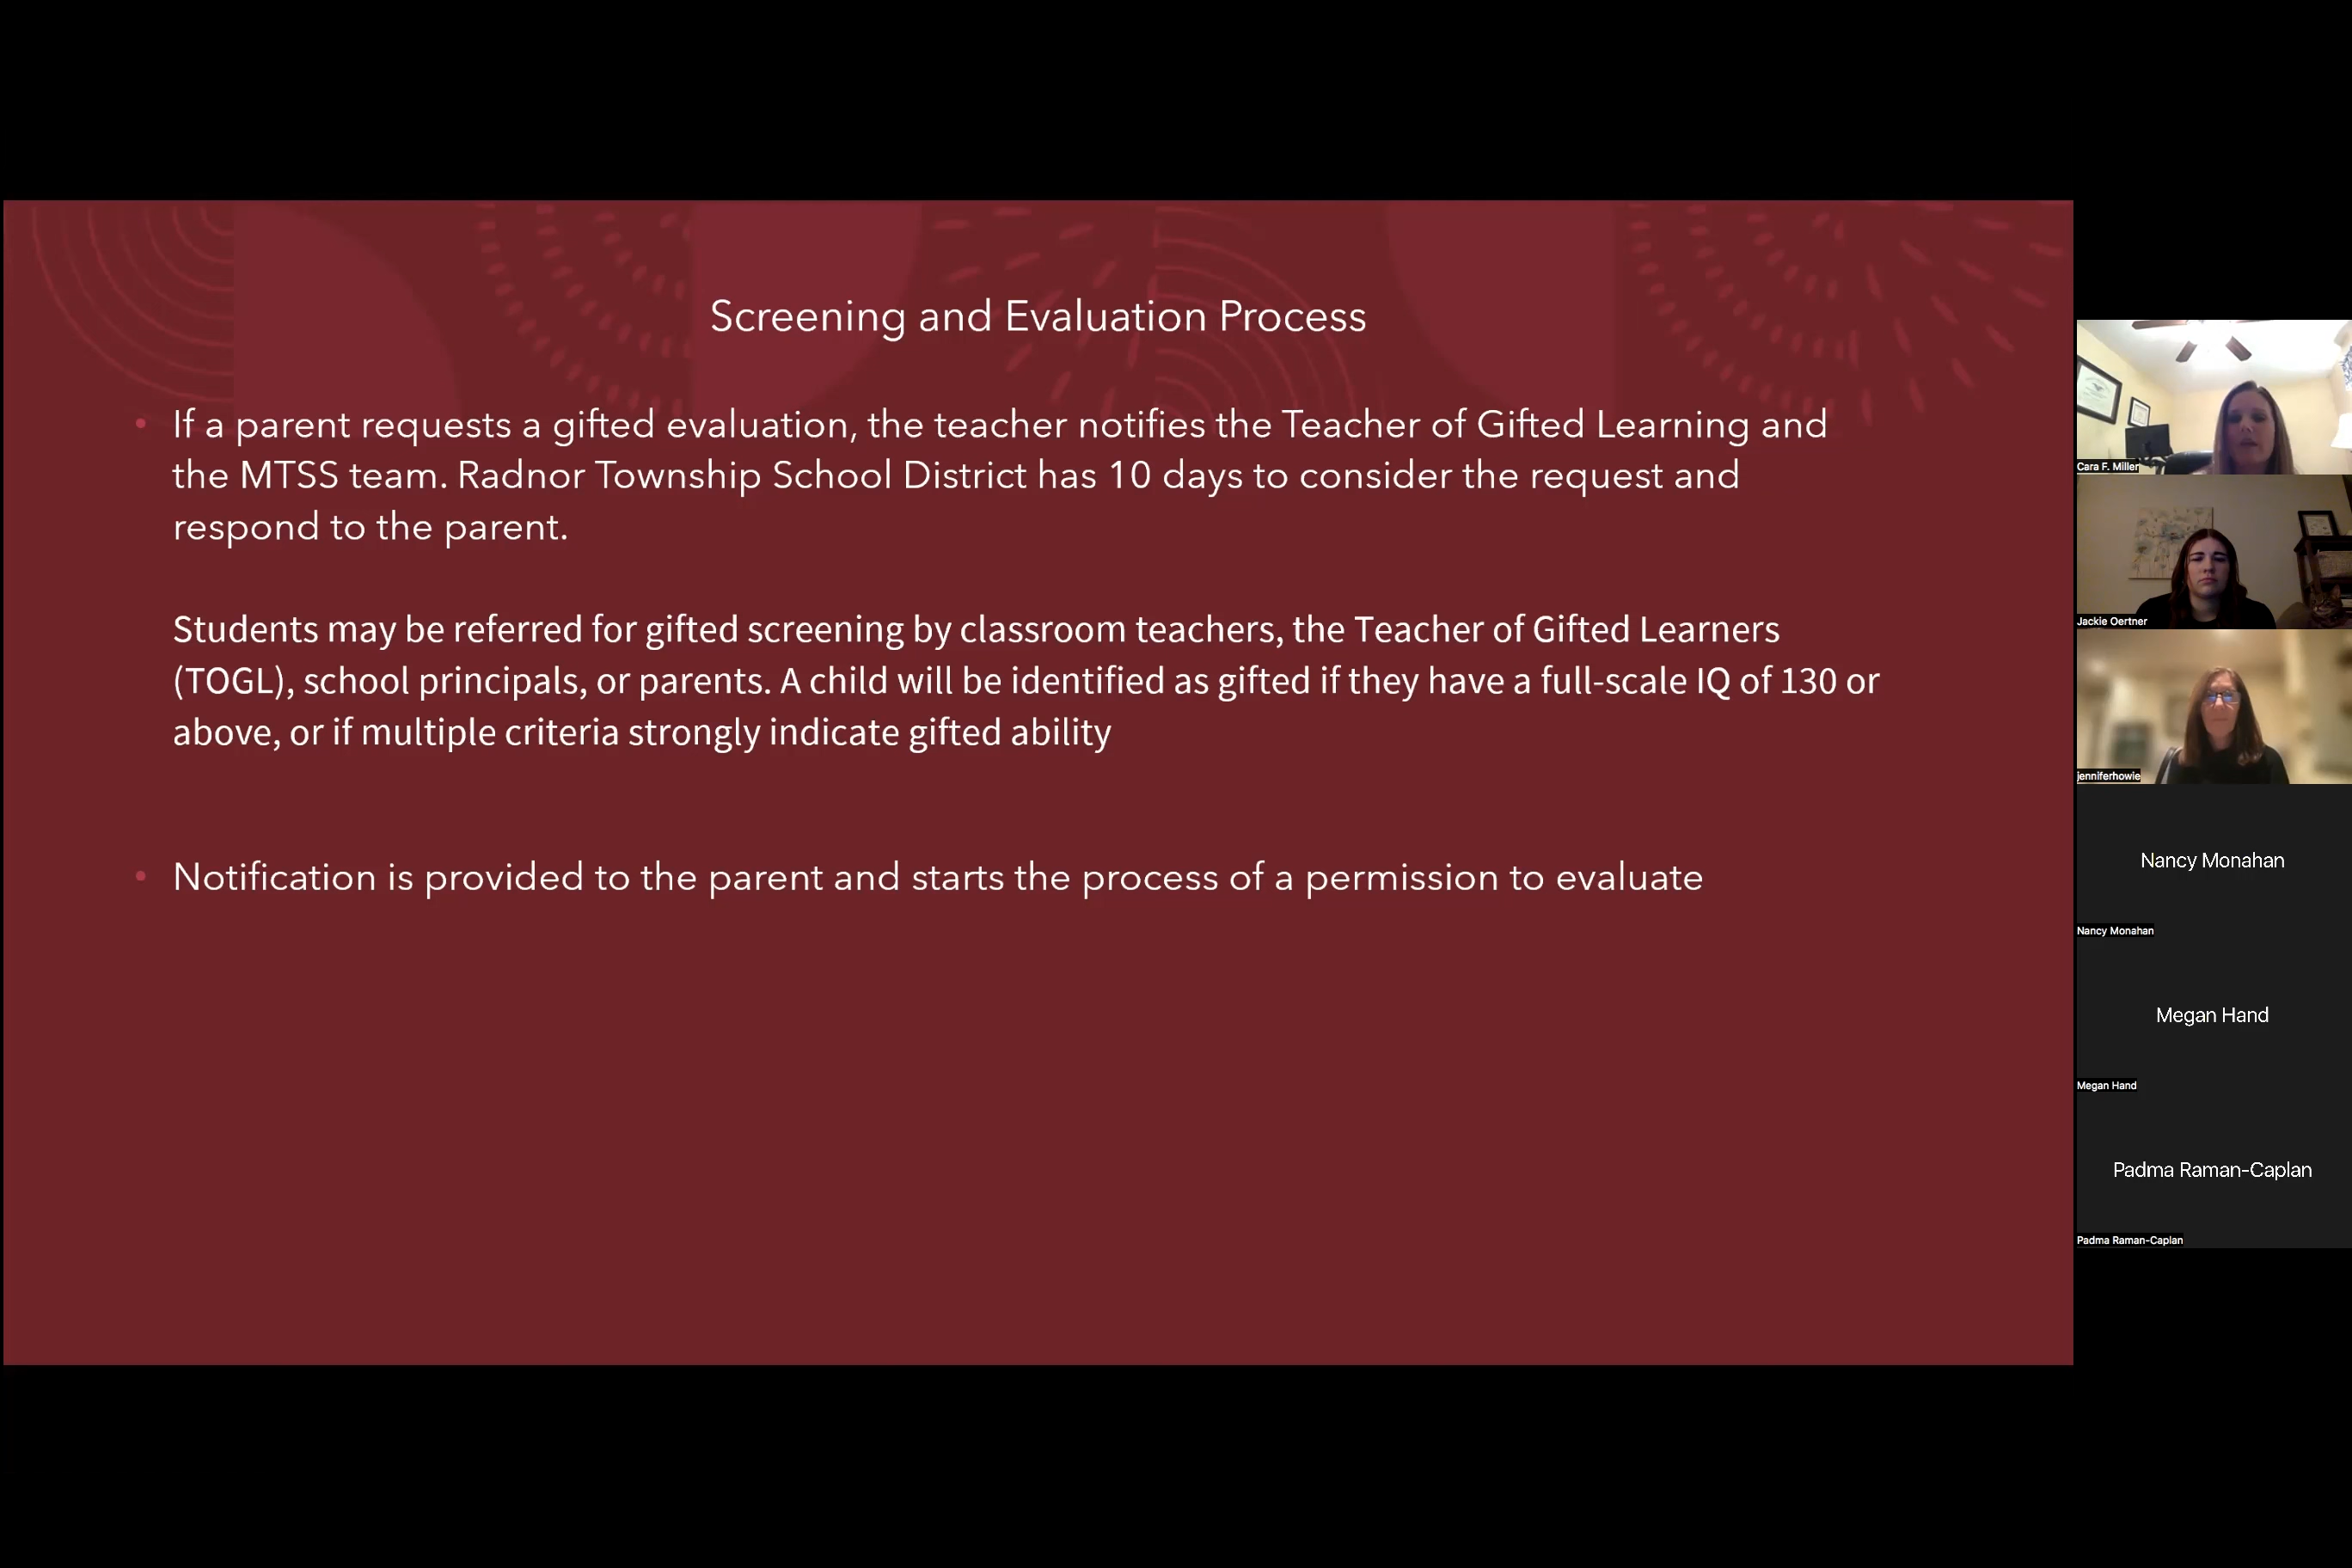 Screening and Evaluation Process
• If a parent requests a gifted evaluation, the teacher notifies the Teacher of Gifted Learning and
the MTSS team. Radnor Township School District has 10 days to consider the request and
respond to the parent.
Students may be referred for gifted screening by classroom teachers, the Teacher of Gifted Learners
(TOGL), school principals, or parents. A child will be identified as gifted if they have a full-scale IQ of 130 or
above, or if multiple criteria strongly indicate gifted ability
• Notification is provided to the parent and starts the process of a permission to evaluate
Cara F. Miller
Jackie Oertner
jenniferhowie
Nancy Monahan
Nancy Monahan
Megan Hand
Megan Hand
Padma Raman-Caplan
Padma Raman-Caplan